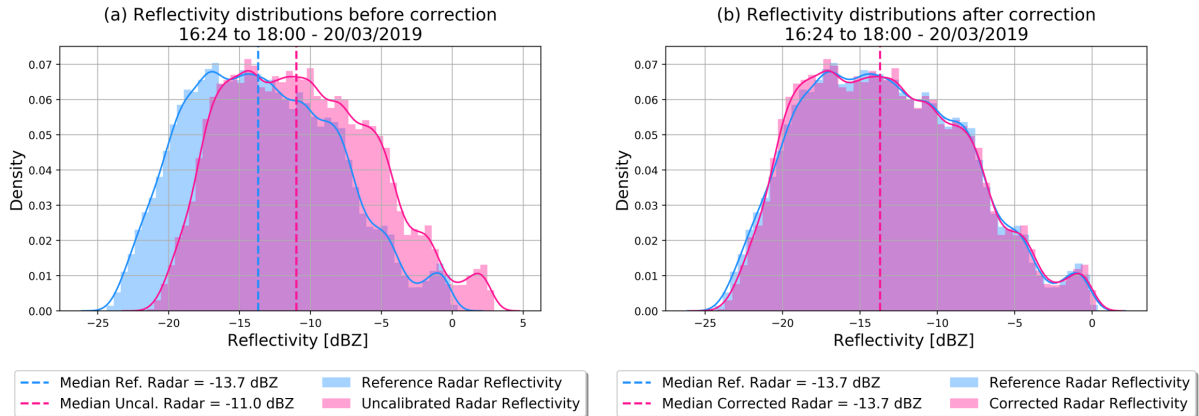 (a) Reflectivity distributions before correction
16:24 to 18:00 - 20/03/2019
0.07
0.06
0.05
0.04
0.03
0.02
0.01
0.00
Density
−25 −20 −15 −10 −5 0 5
Reflectivity [dBZ]
Median Ref. Radar = -13.7 dBZ
Median Uncal. Radar = -11.0 dBZ
Reference Radar Reflectivity
Uncalibrated Radar Reflectivity
(b) Reflectivity distributions after correction
16:24 to 18:00 - 20/03/2019
0.07
0.06
0.05
0.04
0.03
0.02
0.01
0.00
Density
−25 −20 −15 −10 −5 0
Reflectivity [dBZ]
Median Ref. Radar = -13.7 dBZ
Median Corrected Radar = -13.7 dBZ
Reference Radar Reflectivity
Corrected Radar Reflectivity